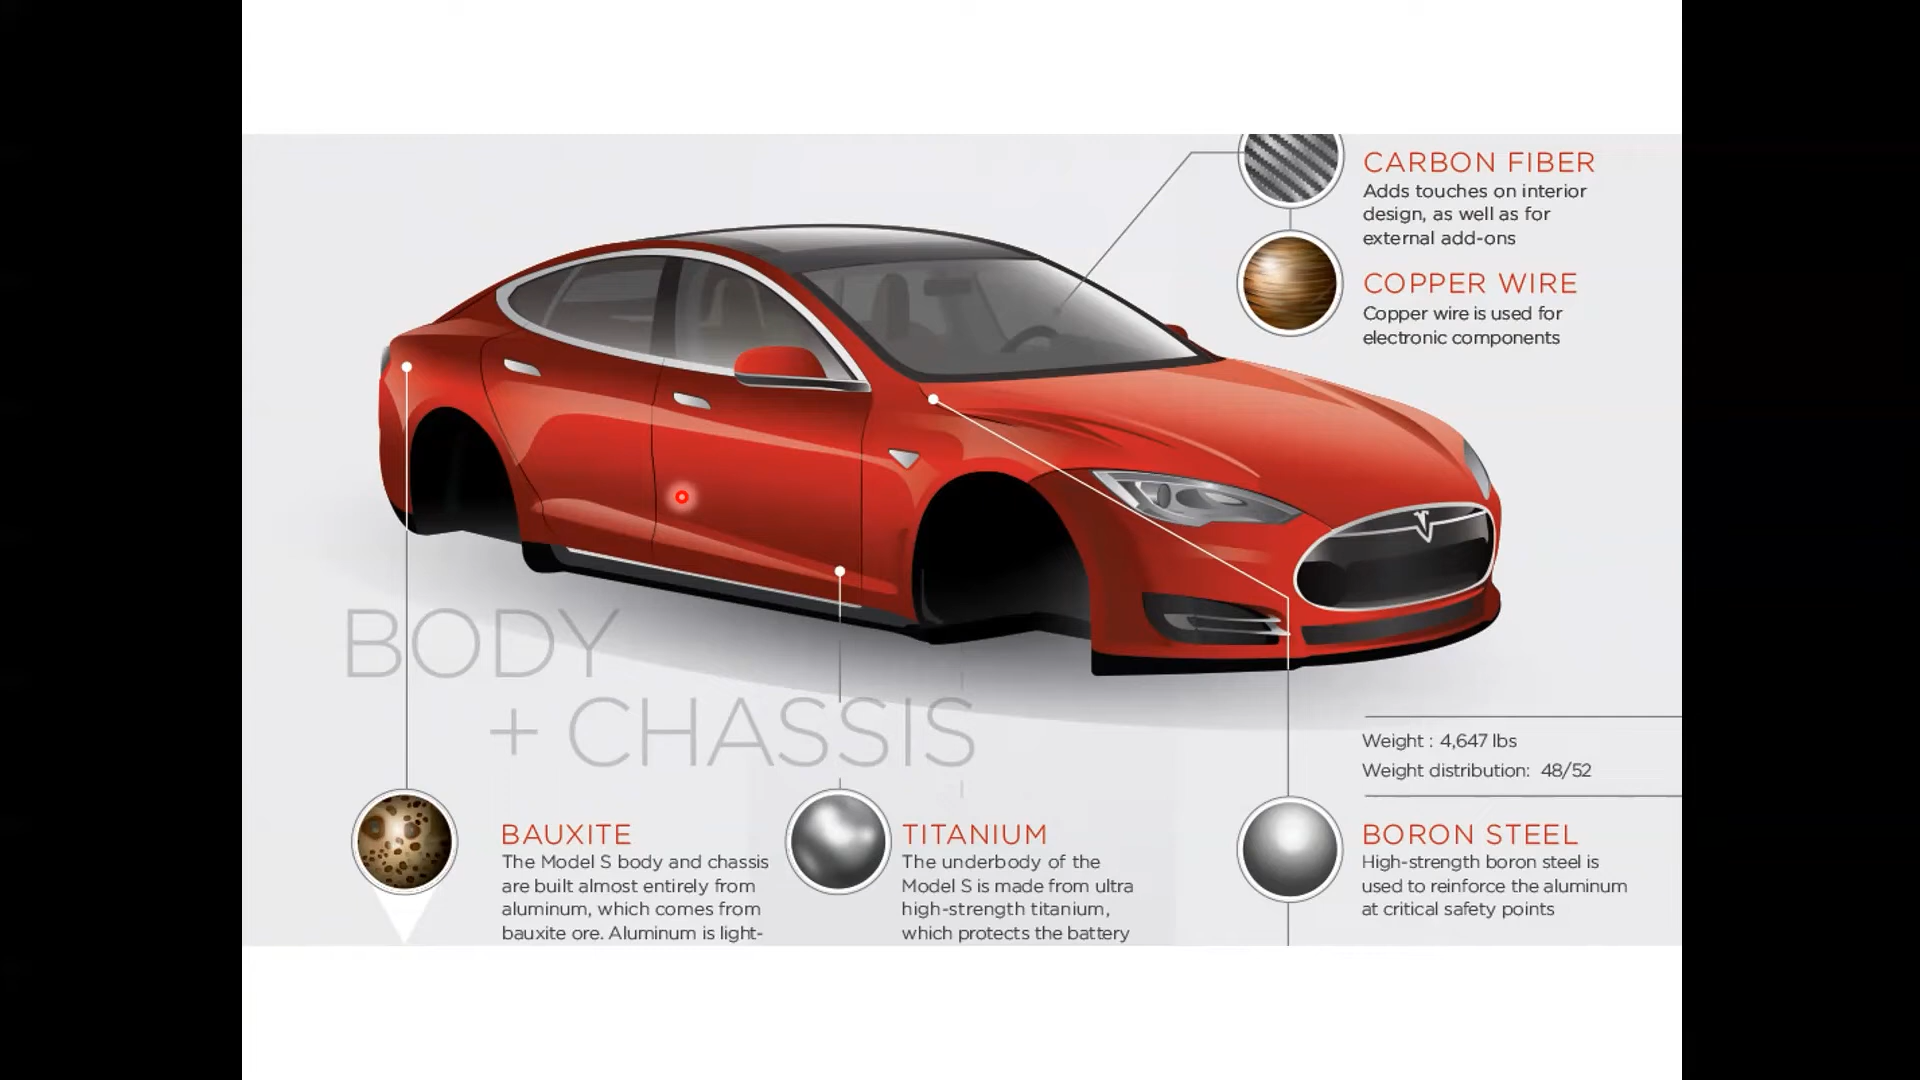 CARBON FIBER
Adds touches on interior
design, as well as for
external add-ons
COPPER WIRE
Copper wire is used for
electronic components
BODY
+ CHASSIS
Weight : 4,647 lbs
Weight distribution: 48/52
BAUXITE
The Model S body and chassis
are built almost entirely from
aluminum, which comes from
bauxite ore. Aluminum is light-
TITANIUM
The underbody of the
Model S is made from ultra
high-strength titanium,
which protects the battery
BORON STEEL
High-strength boron steel is
used to reinforce the aluminum
at critical safety points